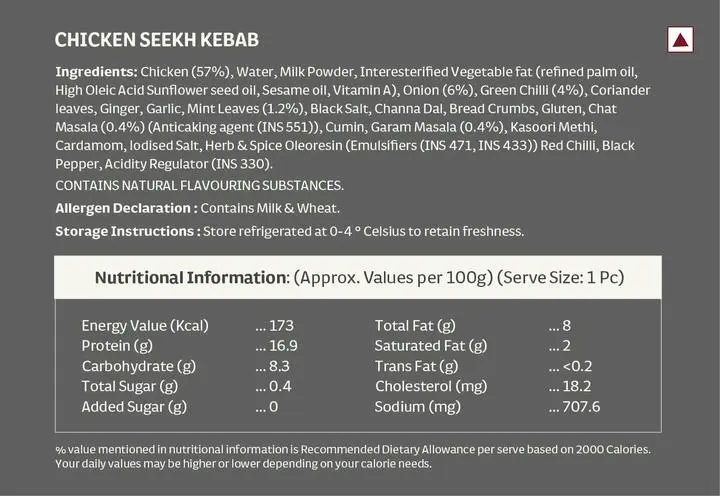 CHICKEN SEEKH KEBAB
Ingredients: Chicken (57%), Water, Milk Powder, Interesterified Vegetable fat (refined palm oil,
High Oleic Acid Sunflower seed oil, Sesame oil, Vitamin A), Onion (6%), Green Chilli (4%), Coriander
leaves, Ginger, Garlic, Mint Leaves (1.2%), Black Salt, Channa Dal, Bread Crumbs, Gluten, Chat
Masala (0.4%) (Anticaking agent (INS 551)), Cumin, Garam Masala (0.4%), Kasoori Methi,
Cardamom, Iodised Salt, Herb & Spice Oleoresin (Emulsifiers (INS 471, INS 433)) Red Chilli, Black
Pepper, Acidity Regulator (INS 330).
CONTAINS NATURAL FLAVOURING SUBSTANCES.
Allergen Declaration : Contains Milk & Wheat.
Storage Instructions : Store refrigerated at 0-4 ° Celsius to retain freshness.
Nutritional Information: (Approx. Values per 100g) (Serve Size: 1 Pc)
Energy Value (Kcal) ... 173 Total Fat (g) ... 8
Protein (g) ... 16.9 Saturated Fat (g) ... 2
Carbohydrate (g) ... 8.3 Trans Fat (g) ... <0.2
Total Sugar (g) ... 0.4 Cholesterol (mg) ... 18.2
Added Sugar (g) ... 0 Sodium (mg) ... 707.6
% value mentioned in nutritional information is Recommended Dietary Allowance per serve based on 2000 Calories.
Your daily values may be higher or lower depending on your calorie needs.